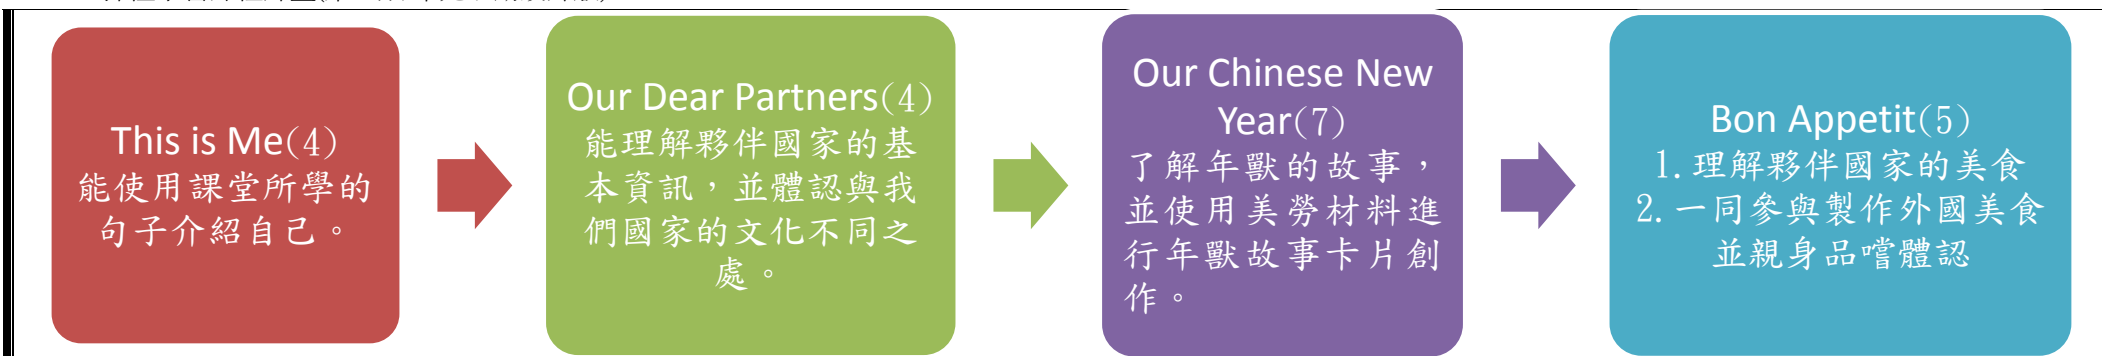 This is Me(4)
能使用課堂所學的
句子介紹自己。
Our Dear Partners(4)
能理解夥伴國家的基
本資訊，並體認與我
們國家的文化不同之
處。
Our Chinese New
Year(7)
了解年獸的故事，
並使用美勞材料進
行年獸故事卡片創
作。
Bon Appetit(5)
1.理解夥伴國家的美食
2.一同參與製作外國美食
並親身品嚐體認